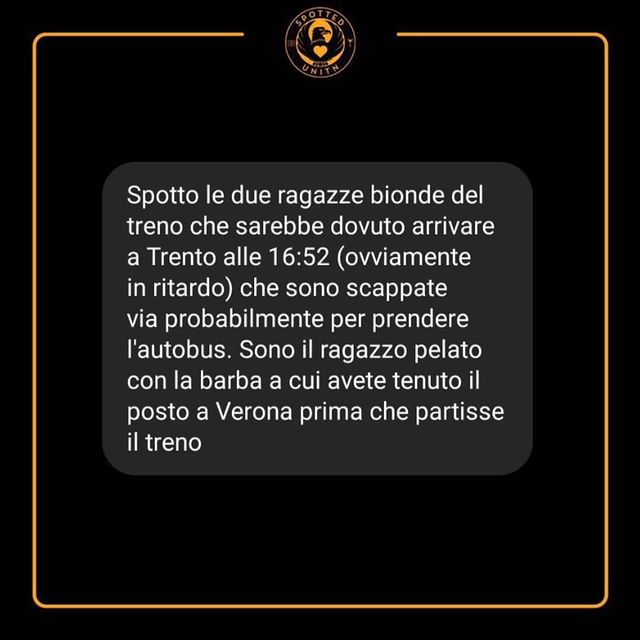 SPOTTED
UNITN
Spotto le due ragazze bionde del
treno che sarebbe dovuto arrivare
a Trento alle 16:52 (ovviamente
in ritardo) che sono scappate
via probabilmente per prendere
l'autobus. Sono il ragazzo pelato
con la barba a cui avete tenuto il
posto a Verona prima che partisse
il treno